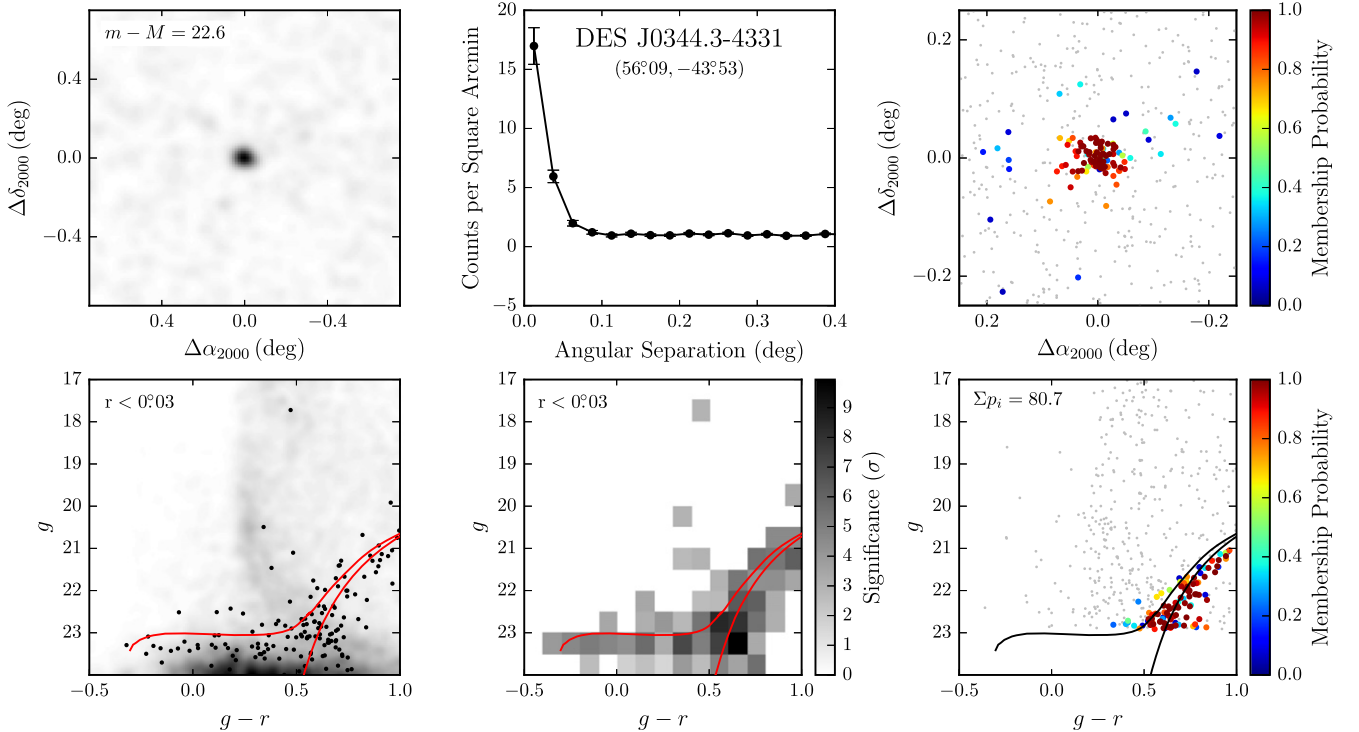 m − M = 22.6
0.4
0.0
−0.4
Δδ2000 (deg)
0.4 0.0 −0.4
Δα2000 (deg)
DES J0344.3-4331
(56°.09, −43°.53)
20
15
10
5
0
−5
Counts per Square Arcmin
0.0 0.1 0.2 0.3 0.4
Angular Separation (deg)
0.2
0.0
−0.2
Δδ2000 (deg)
0.2 0.0 −0.2
Δα2000 (deg)
1.0
0.8
0.6
0.4
0.2
0.0
Membership Probability
r < 0°.03
17
18
19
20
21
22
23
g
−0.5 0.0 0.5 1.0
g − r
r < 0°.03
17
18
19
20
21
22
23
g
−0.5 0.0 0.5 1.0
g − r
9
8
7
6
5
4
3
2
1
0
Significance (σ)
Σpi = 80.7
17
18
19
20
21
22
23
g
−0.5 0.0 0.5 1.0
g − r
1.0
0.8
0.6
0.4
0.2
0.0
Membership Probability